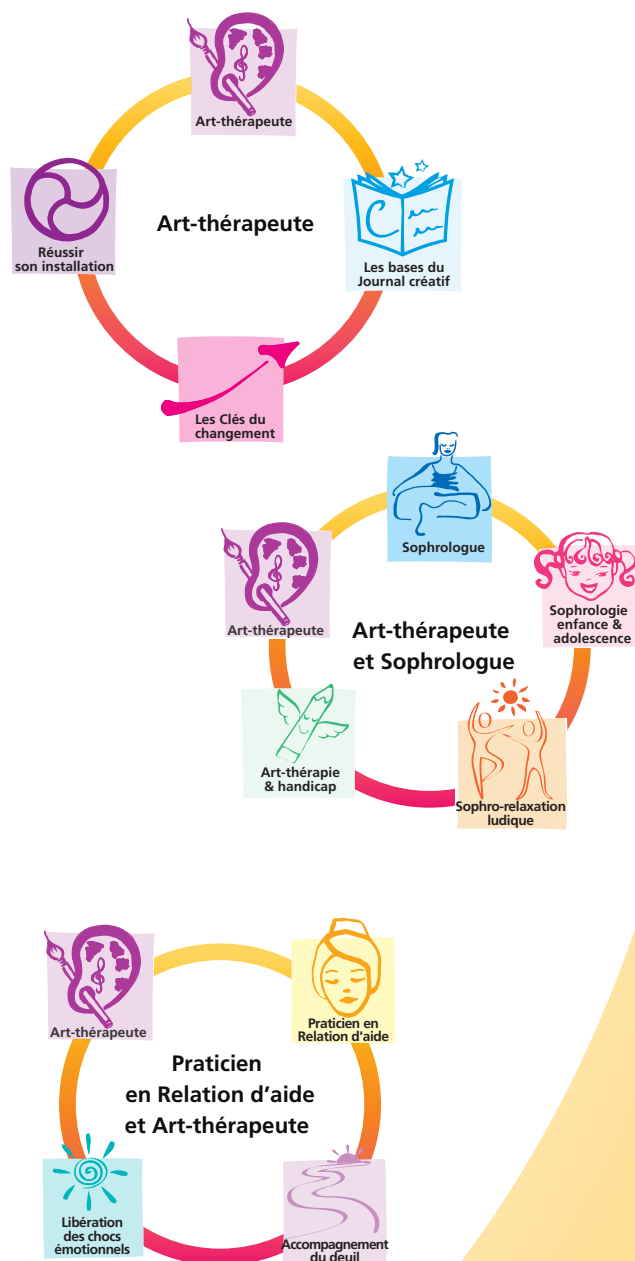 Art-thérapeute
Réussir
son installation
Art-thérapeute
Les bases du
Journal créatif
Les Clés du
changement
Sophrologue
Art-thérapeute
Sophrologie
enfance &
adolescence
Art-thérapeute
et Sophrologue
Art-thérapie
& handicap
Sophro-relaxation
ludique
Art-thérapeute
Praticien en
Relation d'aide
Praticien
en Relation d’aide
et Art-thérapeute
Libération
des chocs
émotionnels
Accompagnement
du deuil